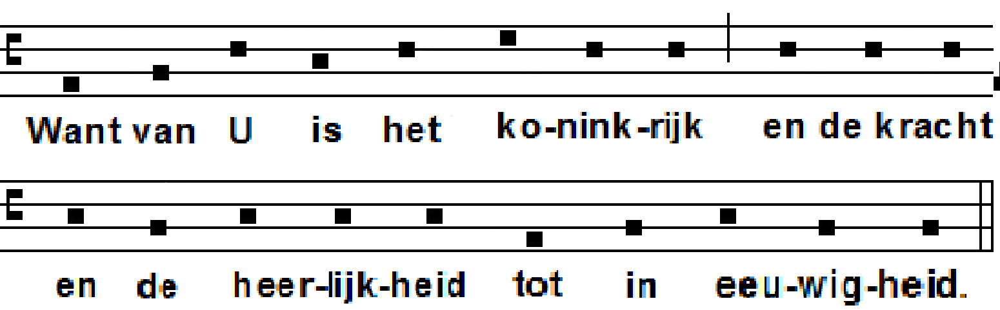 Want van U is het ko-nink-rijk en de kracht
en de heer-lijk-heid tot in eeu-wig-heid.